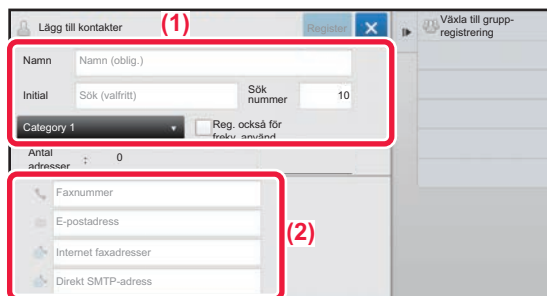 Lägg till kontakter
(1)
Register
Växla till grupp-
registrering
Namn
Namn (oblig.)
Initial
Sök (valfritt)
Sök
nummer
10
Category 1
Reg. också för
frekv. använd.
Antal
adresser
:
0
Faxnummer
E-postadress
(2)
Internet faxadresser
Direkt SMTP-adress